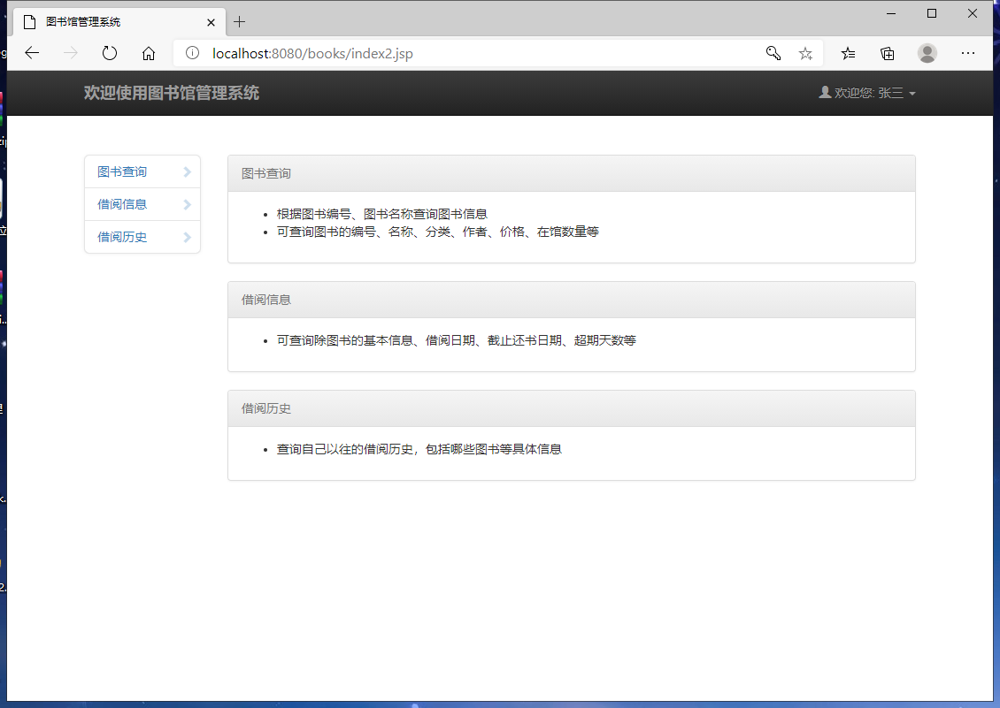 图书馆管理系统
localhost:8080/books/index2.jsp
欢迎使用图书馆管理系统
欢迎您: 张三
图书查询
借阅信息
借阅历史
图书查询
根据图书编号、图书名称查询图书信息
可查询图书的编号、名称、分类、作者、价格、在馆数量等
借阅信息
可查询除图书的基本信息、借阅日期、截止还书日期、超期天数等
借阅历史
查询自己以往的借阅历史，包括哪些图书等具体信息